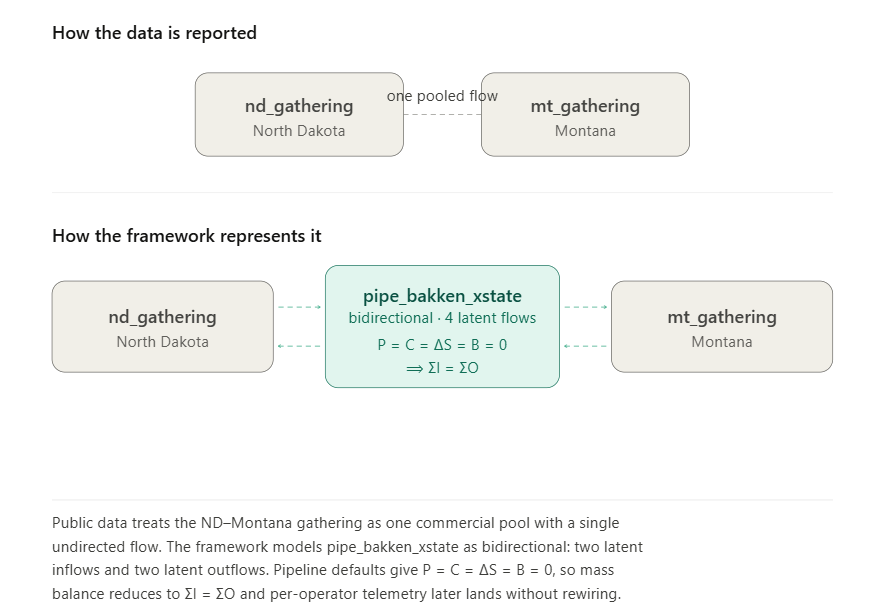 How the data is reported
nd_gathering
North Dakota
one pooled flow
mt_gathering
Montana
How the framework represents it
nd_gathering
North Dakota
pipe_bakken_xstate
bidirectional · 4 latent flows
P = C = ΔS = B = 0
⟹ ΣI = ΣO
mt_gathering
Montana
Public data treats the ND–Montana gathering as one commercial pool with a single
undirected flow. The framework models pipe_bakken_xstate as bidirectional: two latent
inflows and two latent outflows. Pipeline defaults give P = C = ΔS = B = 0, so mass
balance reduces to ΣI = ΣO and per-operator telemetry later lands without rewiring.